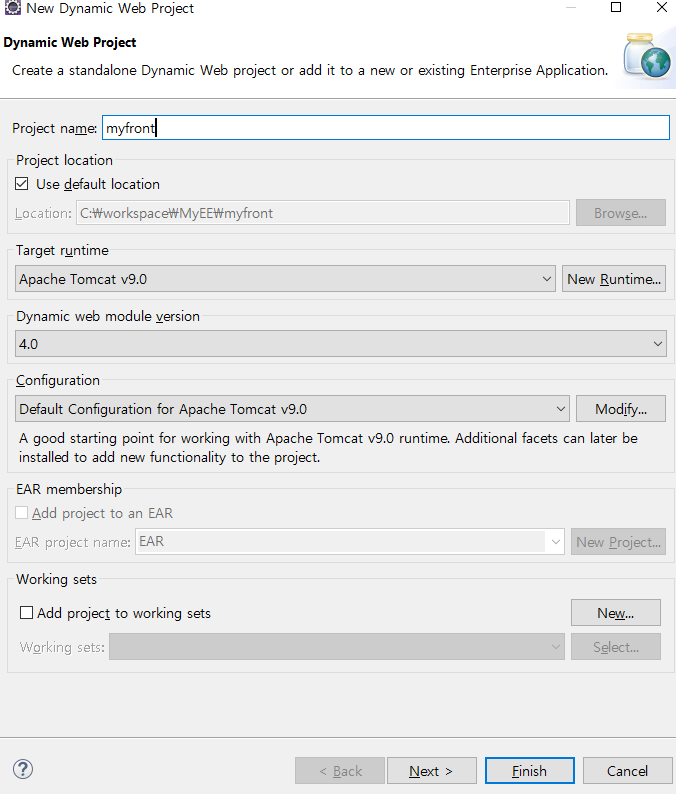 New Dynamic Web Project
Dynamic Web Project
Create a standalone Dynamic Web project or add it to a new or existing Enterprise Application.
Project name: myfront
Project location
Use default location
Location: C:₩workspace₩MyEE₩myfront Browse...
Target runtime
Apache Tomcat v9.0 New Runtime...
Dynamic web module version
4.0
Configuration
Default Configuration for Apache Tomcat v9.0 Modify...
A good starting point for working with Apache Tomcat v9.0 runtime. Additional facets can later be
installed to add new functionality to the project.
EAR membership
Add project to an EAR
EAR project name: EAR New Project...
Working sets
Add project to working sets New...
Working sets: Select...
? < Back Next > Finish Cancel